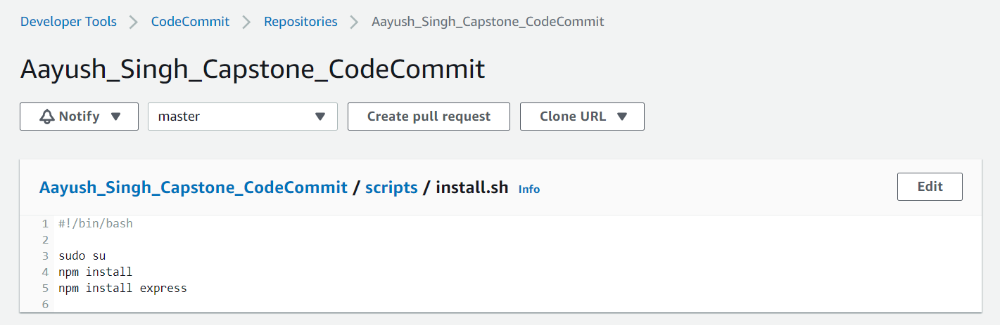 Developer Tools > CodeCommit > Repositories > Aayush_Singh_Capstone_CodeCommit
Aayush_Singh_Capstone_CodeCommit
Notify master Create pull request Clone URL
Aayush_Singh_Capstone_CodeCommit / scripts / install.sh Info Edit
1 #!/bin/bash
2
3 sudo su
4 npm install
5 npm install express
6